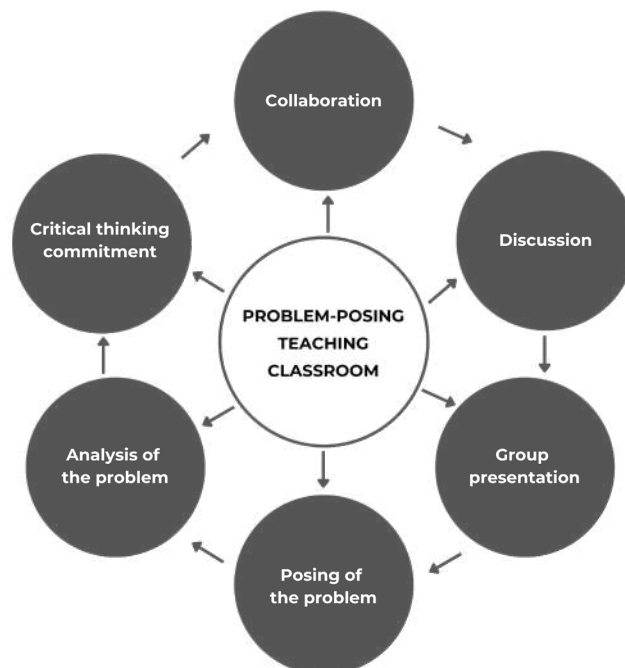 Collaboration
Critical thinking
commitment
Discussion
PROBLEM-POSING
TEACHING
CLASSROOM
Analysis of
the problem
Group
presentation
Posing of
the problem